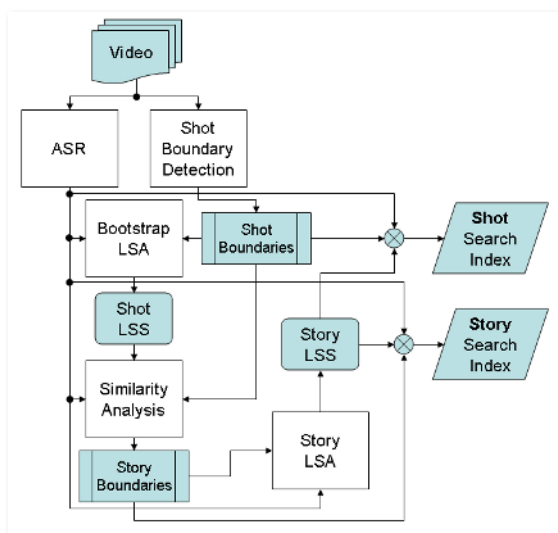 Video
ASR
Shot
Boundary
Detection
Bootstrap
LSA
Shot
Boundaries
Shot
Search
Index
Shot
LSS
Story
LSS
Story
Search
Index
Similarity
Analysis
Story
LSA
Story
Boundaries